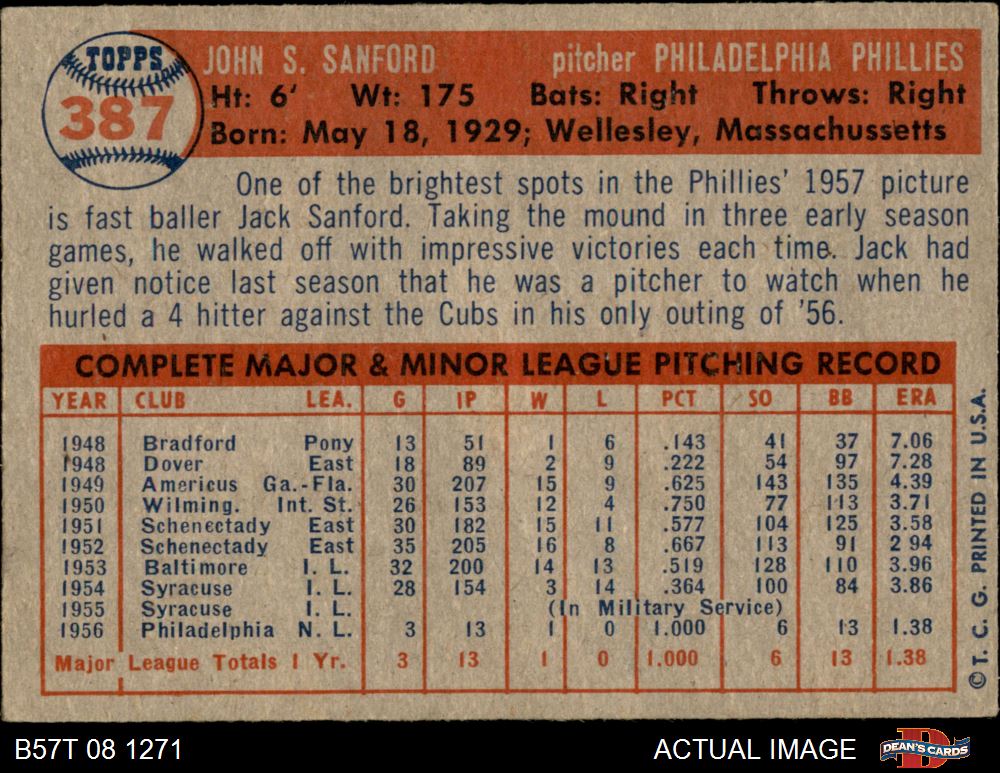 TOPPS
387
JOHN S. SANFORD pitcher PHILADELPHIA PHILLIES
Ht: 6' Wt: 175 Bats: Right Throws: Right
Born: May 18, 1929; Wellesley, Massachussetts
One of the brightest spots in the Phillies' 1957 picture
is fast baller Jack Sanford. Taking the mound in three early season
games, he walked off with impressive victories each time. Jack had
given notice last season that he was a pitcher to watch when he
hurled a 4 hitter against the Cubs in his only outing of '56.
COMPLETE MAJOR & MINOR LEAGUE PITCHING RECORD
YEAR CLUB LEA. G IP W L PCT SO BB ERA
1948 Bradford Pony 13 51 1 6 .143 41 37 7.06
1948 Dover East 18 89 2 9 .222 54 97 7.28
1949 Americus Ga.-Fla. 30 207 15 9 .625 143 135 4.39
1950 Wilming. Int. St. 26 153 12 4 .750 77 113 3.71
1951 Schenectady East 30 182 15 11 .577 104 125 3.58
1952 Schenectady East 35 205 16 8 .667 113 91 2 94
1953 Baltimore I. L. 32 200 14 13 .519 128 110 3.96
1954 Syracuse I. L. 28 154 3 14 .364 100 84 3.86
1955 Syracuse I. L. (In Military Service)
1956 Philadelphia N. L. 3 13 1 0 1.000 6 13 1.38
Major League Totals 1 Yr. 3 13 1 0 1.000 6 13 1.38
© T. C. G. PRINTED IN U.S.A.
B57T 08 1271 ACTUAL IMAGE DEAN'S CARDS